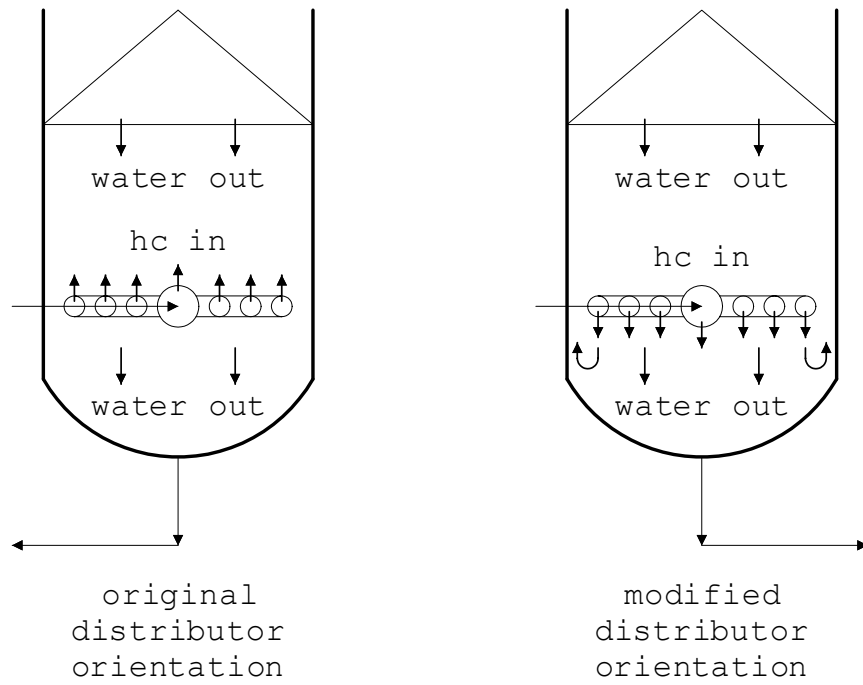 water out
water out
hc in
hc in
water out
water out
original
distributor
orientation
modified
distributor
orientation